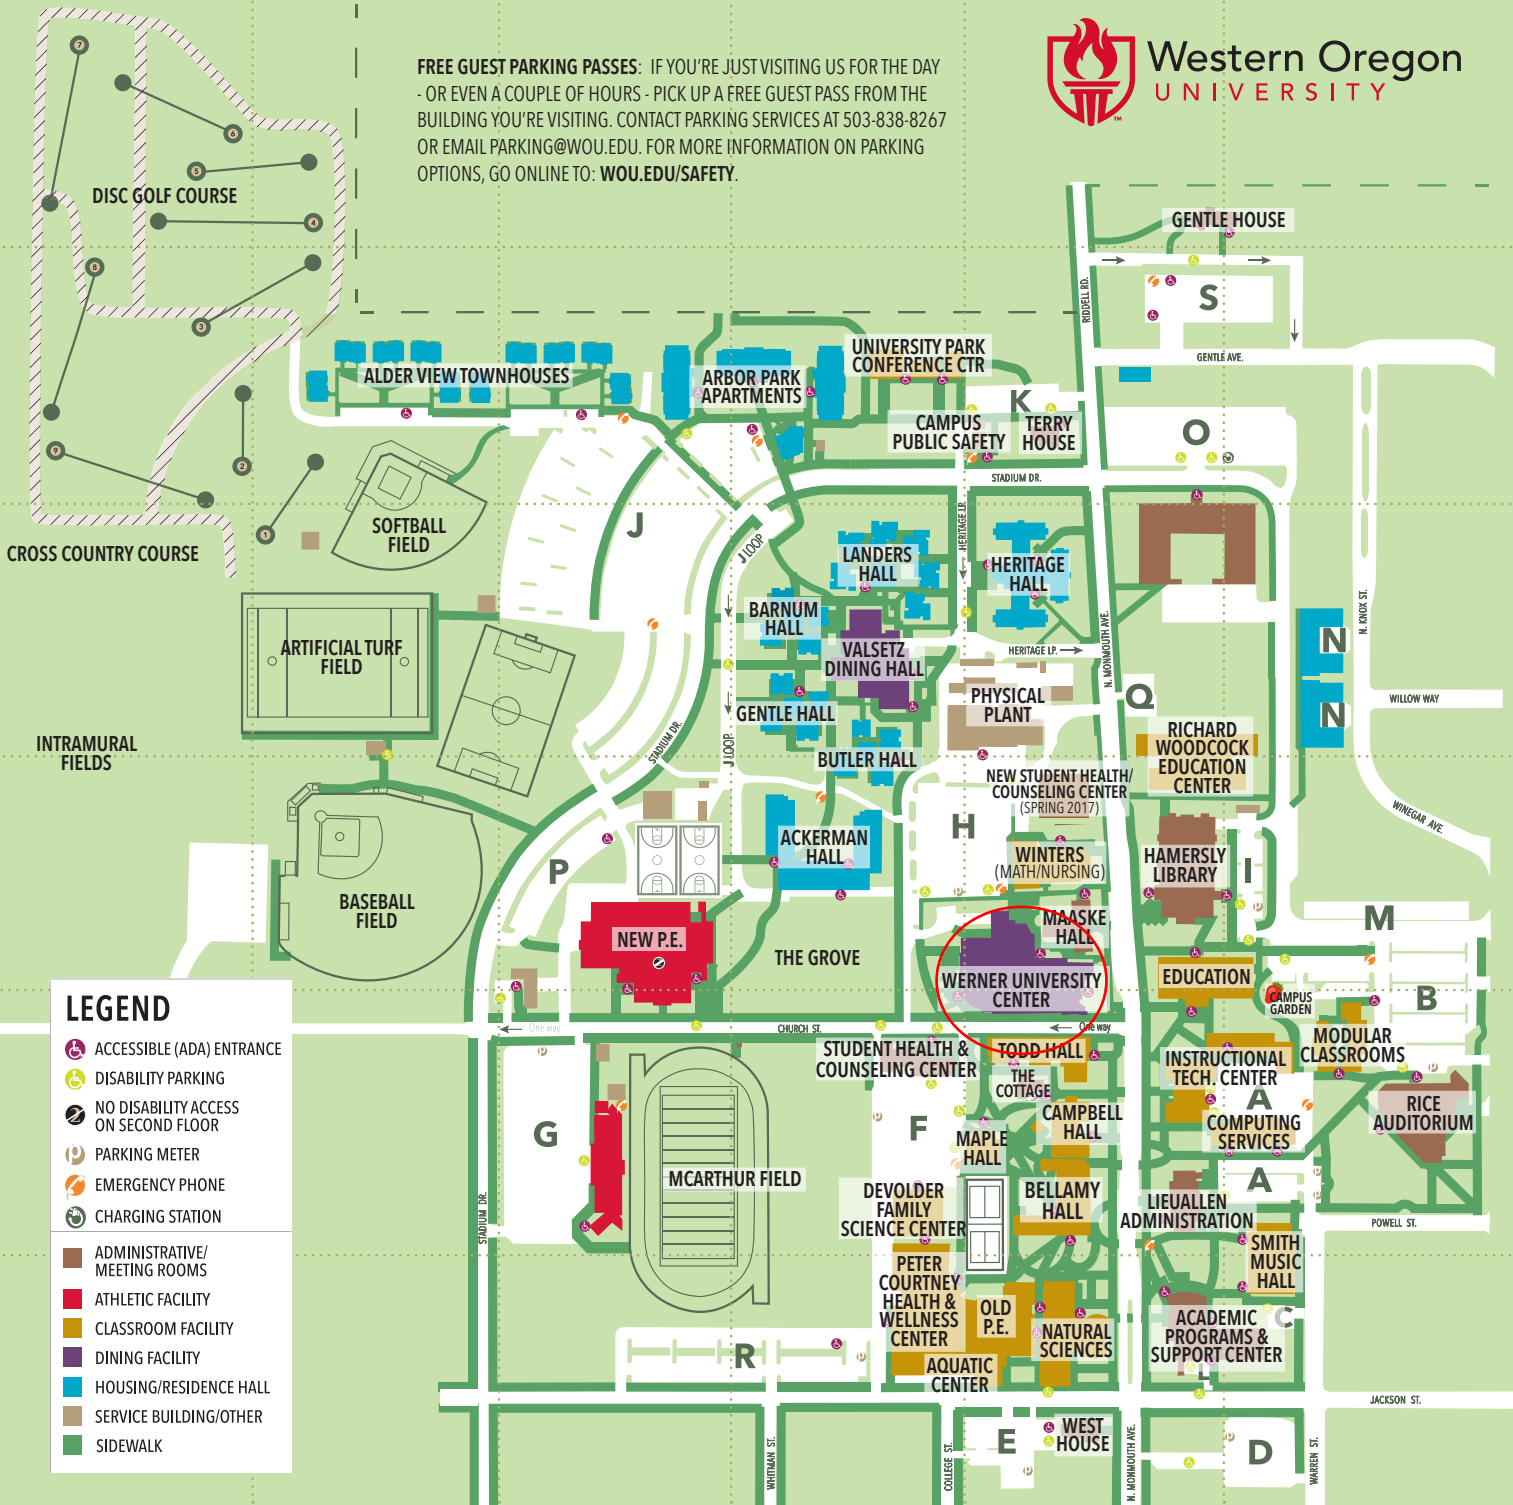 Western Oregon
UNIVERSITY
TM
FREE GUEST PARKING PASSES: IF YOU'RE JUST VISITING US FOR THE DAY
- OR EVEN A COUPLE OF HOURS - PICK UP A FREE GUEST PASS FROM THE
BUILDING YOU'RE VISITING. CONTACT PARKING SERVICES AT 503-838-8267
OR EMAIL PARKING@WOU.EDU. FOR MORE INFORMATION ON PARKING
OPTIONS, GO ONLINE TO: WOU.EDU/SAFETY.
7
6
5
DISC GOLF COURSE
4
8
3
9
2
1
CROSS COUNTRY COURSE
GENTLE HOUSE
S
RIDDELL RD.
GENTLE AVE.
UNIVERSITY PARK
CONFERENCE CTR
ALDER VIEW TOWNHOUSES
ARBOR PARK
APARTMENTS
K
CAMPUS
PUBLIC SAFETY
TERRY
HOUSE
O
STADIUM DR.
SOFTBALL
FIELD
J
J LOOP
HERITAGE LP.
LANDERS
HALL
HERITAGE
HALL
BARNUM
HALL
N. KNOX ST.
N. MONMOUTH AVE.
ARTIFICIAL TURF
FIELD
VALSETZ
DINING HALL
HERITAGE LP.
N
Q
PHYSICAL
PLANT
WILLOW WAY
GENTLE HALL
N
INTRAMURAL
FIELDS
STADIUM DR.
J LOOP
BUTLER HALL
RICHARD
WOODCOCK
EDUCATION
CENTER
NEW STUDENT HEALTH/
COUNSELING CENTER
(SPRING 2017)
WINEGAR AVE.
H
ACKERMAN
HALL
WINTERS
(MATH/NURSING)
HAMERSLY
LIBRARY
I
P
BASEBALL
FIELD
MAASKE
HALL
M
NEW P.E.
THE GROVE
WERNER UNIVERSITY
CENTER
EDUCATION
CAMPUS
GARDEN
B
One way
CHURCH ST.
One way
MODULAR
CLASSROOMS
STUDENT HEALTH &
COUNSELING CENTER
TODD HALL
THE
COTTAGE
INSTRUCTIONAL
TECH. CENTER
A
RICE
AUDITORIUM
G
F
CAMPBELL
HALL
COMPUTING
SERVICES
MAPLE
HALL
MCARTHUR FIELD
A
STADIUM DR.
DEVOLDER
FAMILY
SCIENCE CENTER
BELLAMY
HALL
LIEUALLEN
ADMINISTRATION
POWELL ST.
SMITH
MUSIC
HALL
PETER
COURTNEY
HEALTH &
WELLNESS
CENTER
OLD
P.E.
NATURAL
SCIENCES
C
ACADEMIC
PROGRAMS &
SUPPORT CENTER
R
AQUATIC
CENTER
L
JACKSON ST.
WHITMAN ST.
COLLEGE ST.
E
WEST
HOUSE
N. MONMOUTH AVE.
D
WARREN ST.
LEGEND
ACCESSIBLE (ADA) ENTRANCE
DISABILITY PARKING
NO DISABILITY ACCESS
ON SECOND FLOOR
PARKING METER
EMERGENCY PHONE
CHARGING STATION
ADMINISTRATIVE/
MEETING ROOMS
ATHLETIC FACILITY
CLASSROOM FACILITY
DINING FACILITY
HOUSING/RESIDENCE HALL
SERVICE BUILDING/OTHER
SIDEWALK